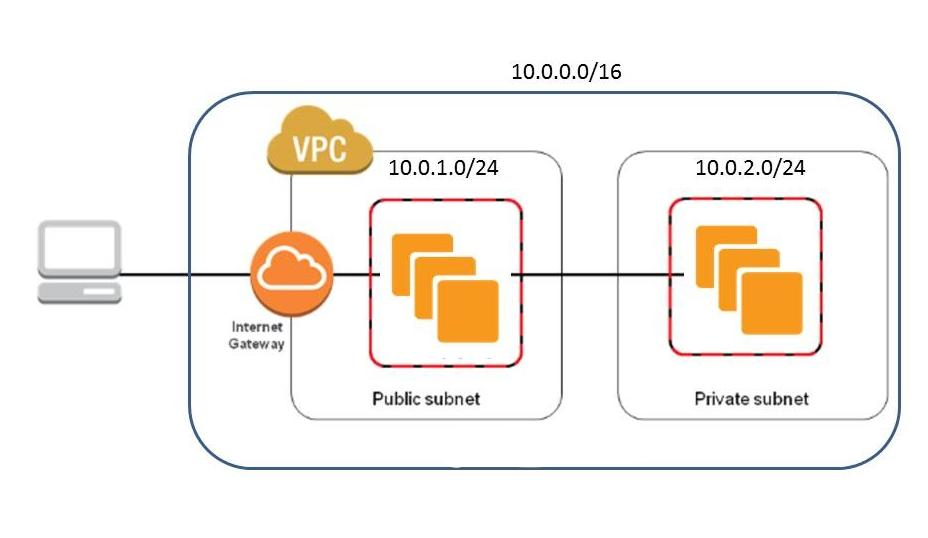 10.0.0.0/16
VPC
10.0.1.0/24
10.0.2.0/24
Internet
Gateway
Public subnet
Private subnet